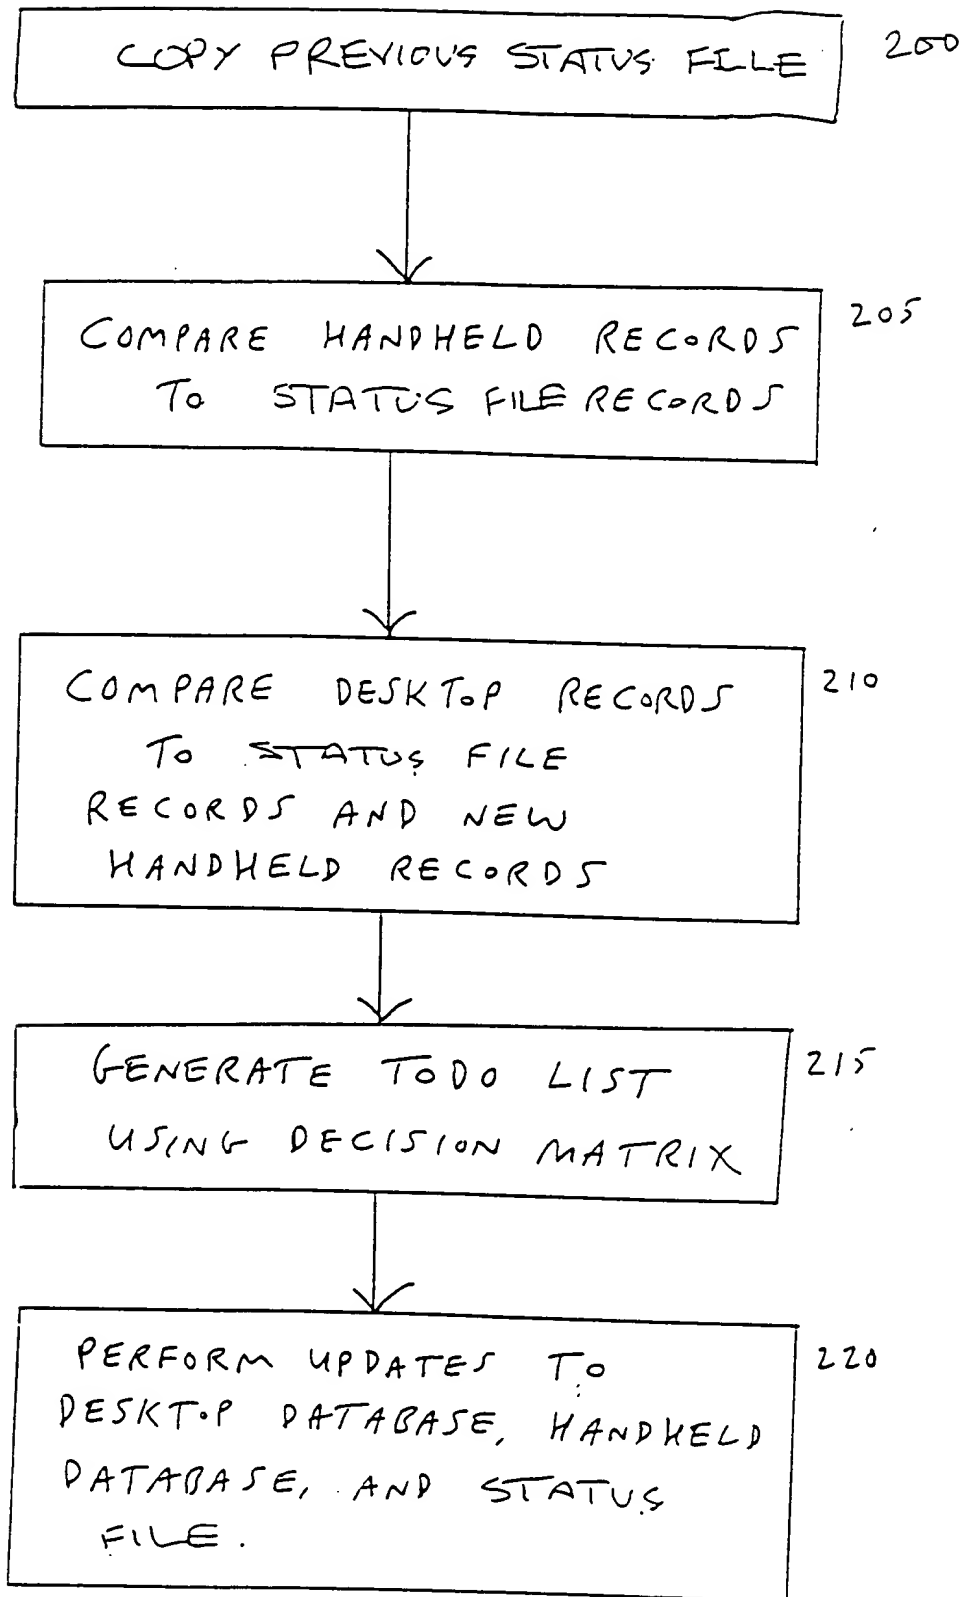 COPY PREVIOUS STATUS FILE 200
COMPARE HANDHELD RECORDS 205
TO STATUS FILE RECORDS
COMPARE DESKTOP RECORDS 210
TO STATUS FILE
RECORDS AND NEW
HANDHELD RECORDS
GENERATE TODO LIST 215
USING DECISION MATRIX
PERFORM UPDATES TO 220
DESKTOP DATABASE, HANDHELD
DATABASE, AND STATUS
FILE.